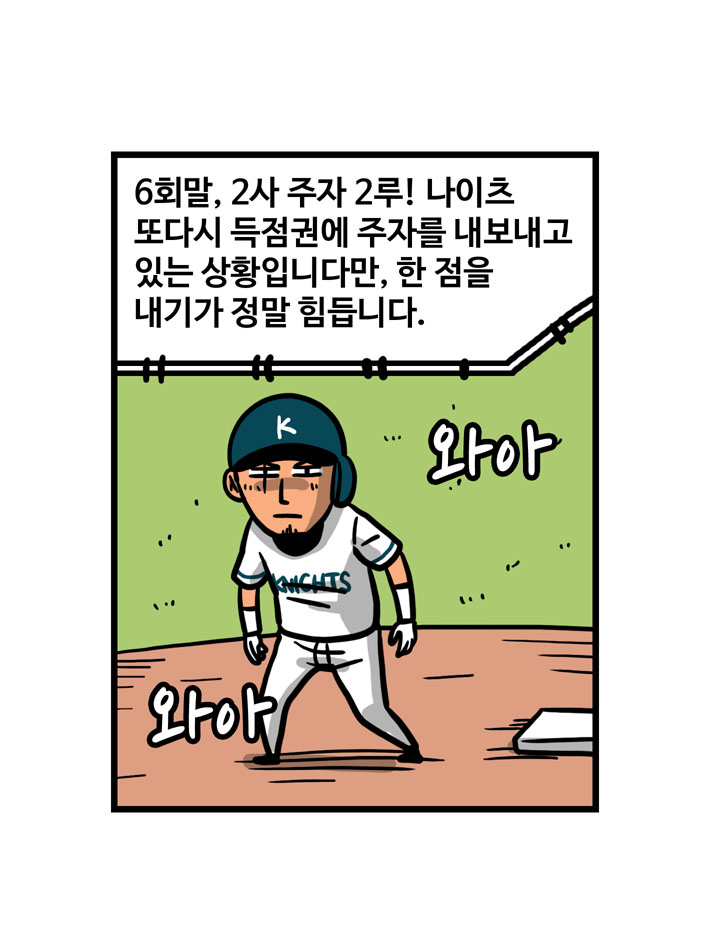 6회말, 2사 주자 2루! 나이츠
또다시 득점권에 주자를 내보내고
있는 상황입니다만, 한 점을
내기가 정말 힘듭니다.
K
와아
KNIGHTS
와아